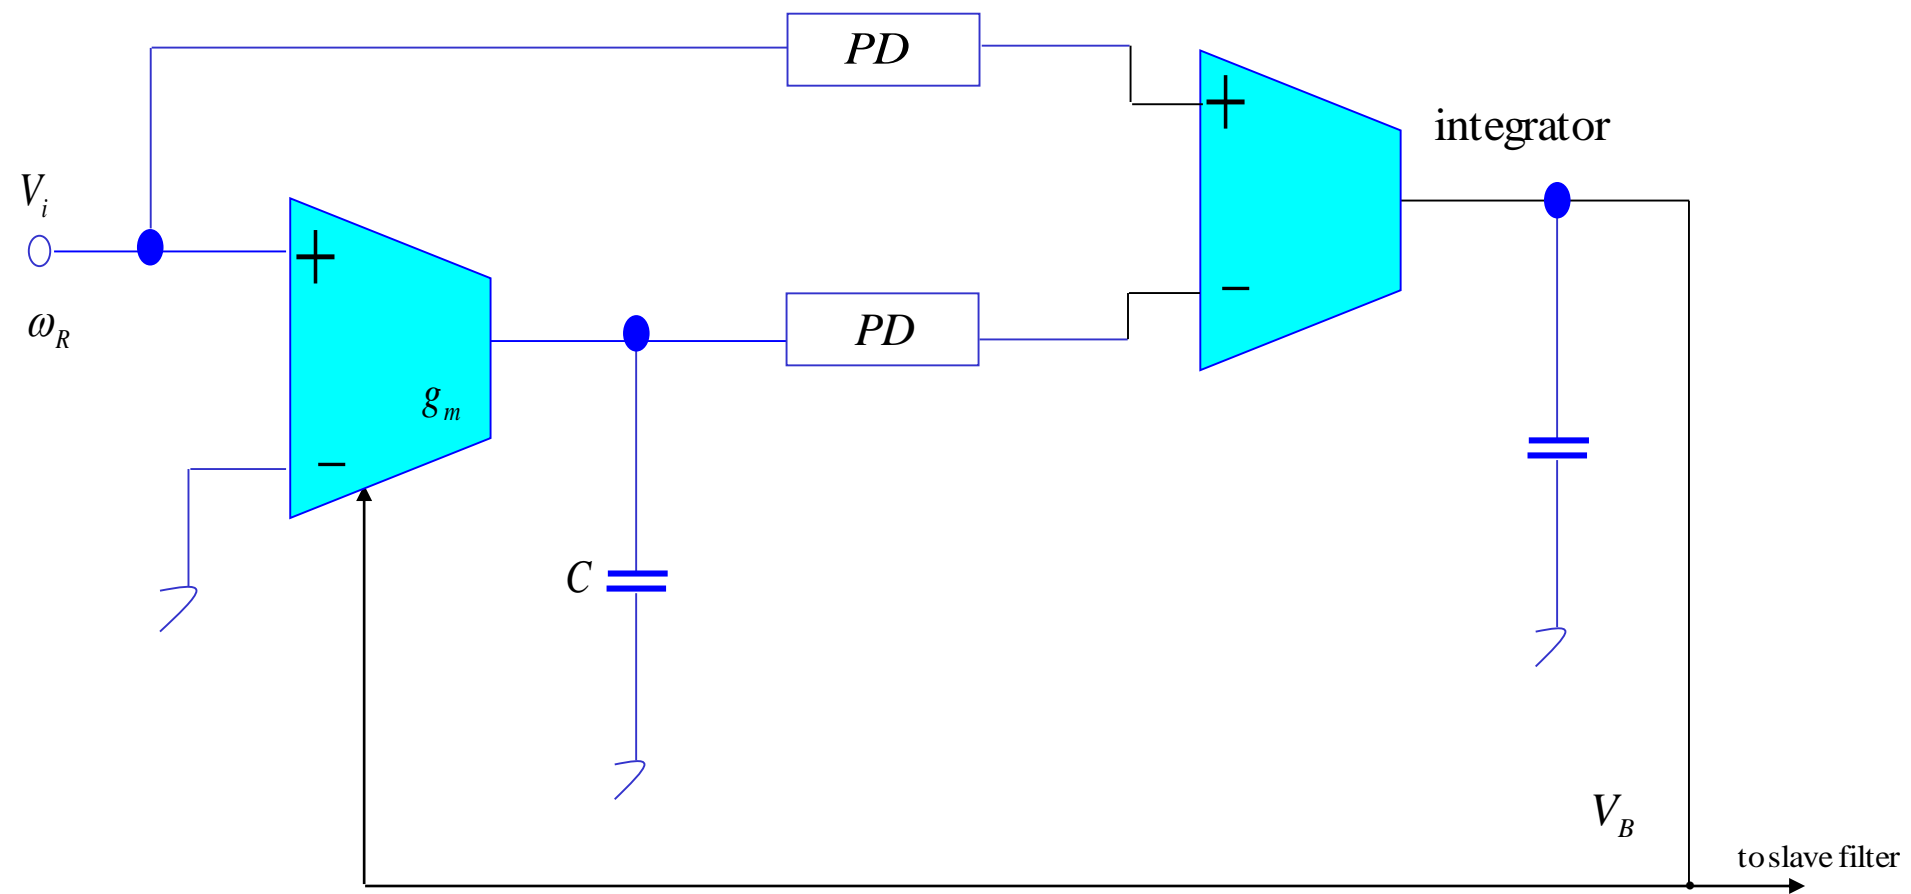 PD
+
integrator
V_i
+
−
ω_R
PD
g_m
−
C
V_B
to slave filter